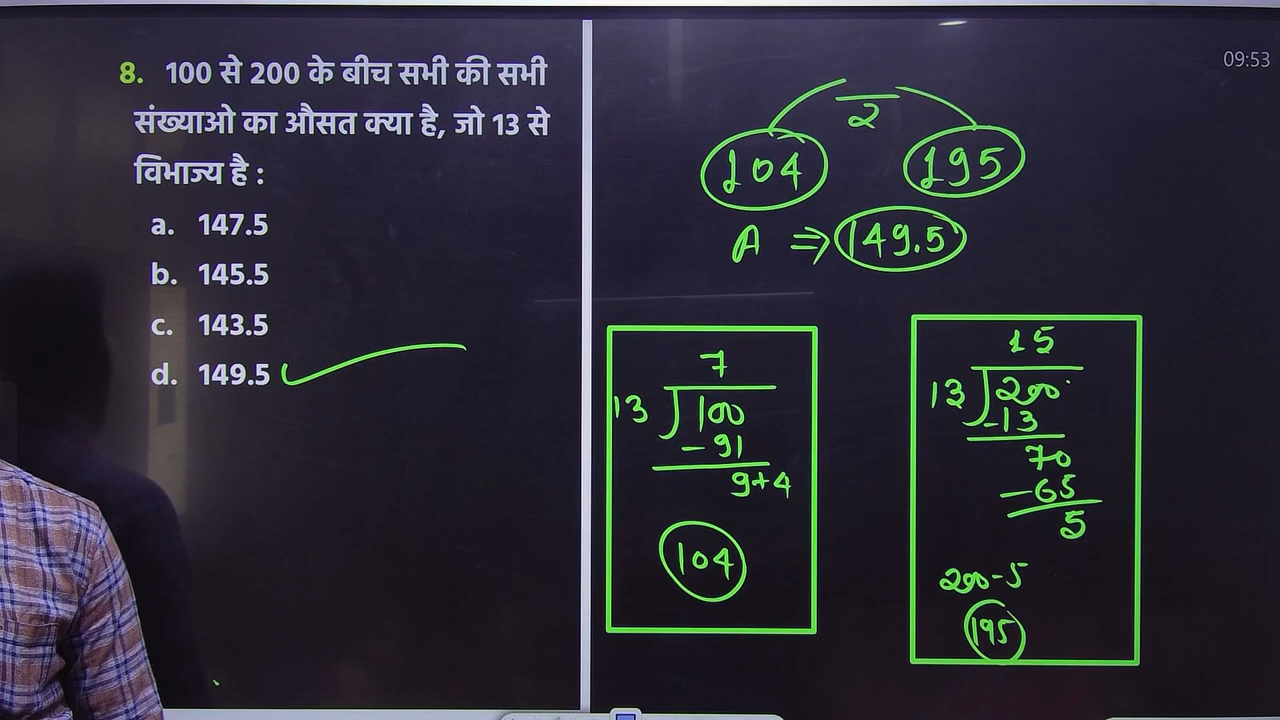 8. 100 से 200 के बीच सभी की सभी
संख्याओ का औसत क्या है, जो 13 से
विभाज्य है :
a. 147.5
b. 145.5
c. 143.5
d. 149.5
09:53
2
104 195
A ⇒ 149.5
7
13 100
-91
9+4
104
15
13 200
-13
70
-65
5
200-5
195